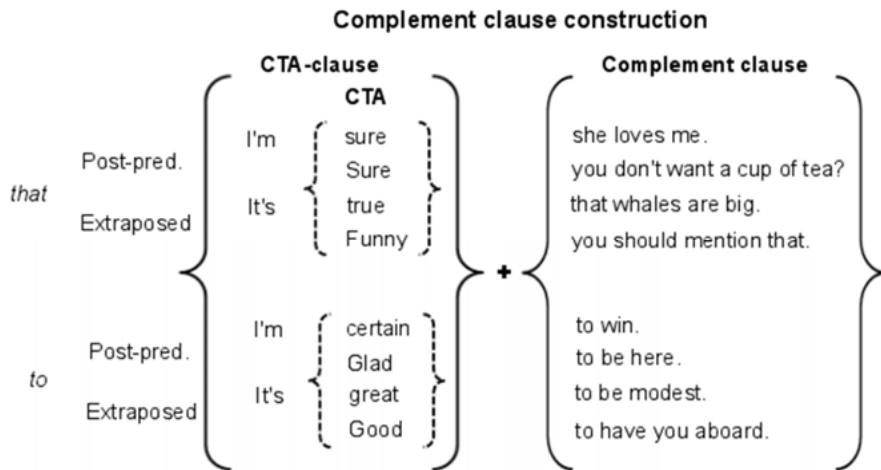 Complement clause construction
CTA-clause Complement clause
CTA
I'm sure she loves me.
Post-pred. Sure you don't want a cup of tea?
that
It's true that whales are big.
Extraposed Funny you should mention that.
+
I'm certain to win.
Post-pred. Glad to be here.
to
It's great to be modest.
Extraposed Good to have you aboard.